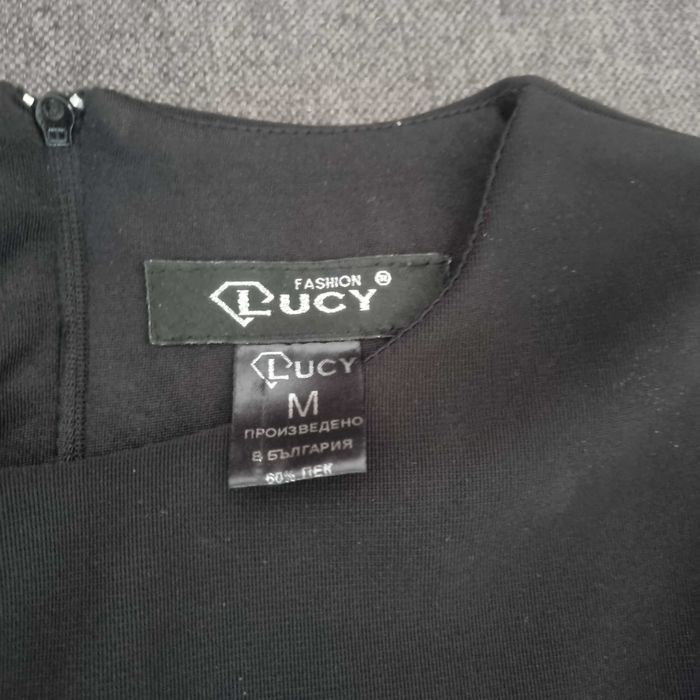 FASHION ®
LUCY
LUCY
M
ПРОИЗВЕДЕНО
В БЪЛГАРИЯ
60% ПЕК